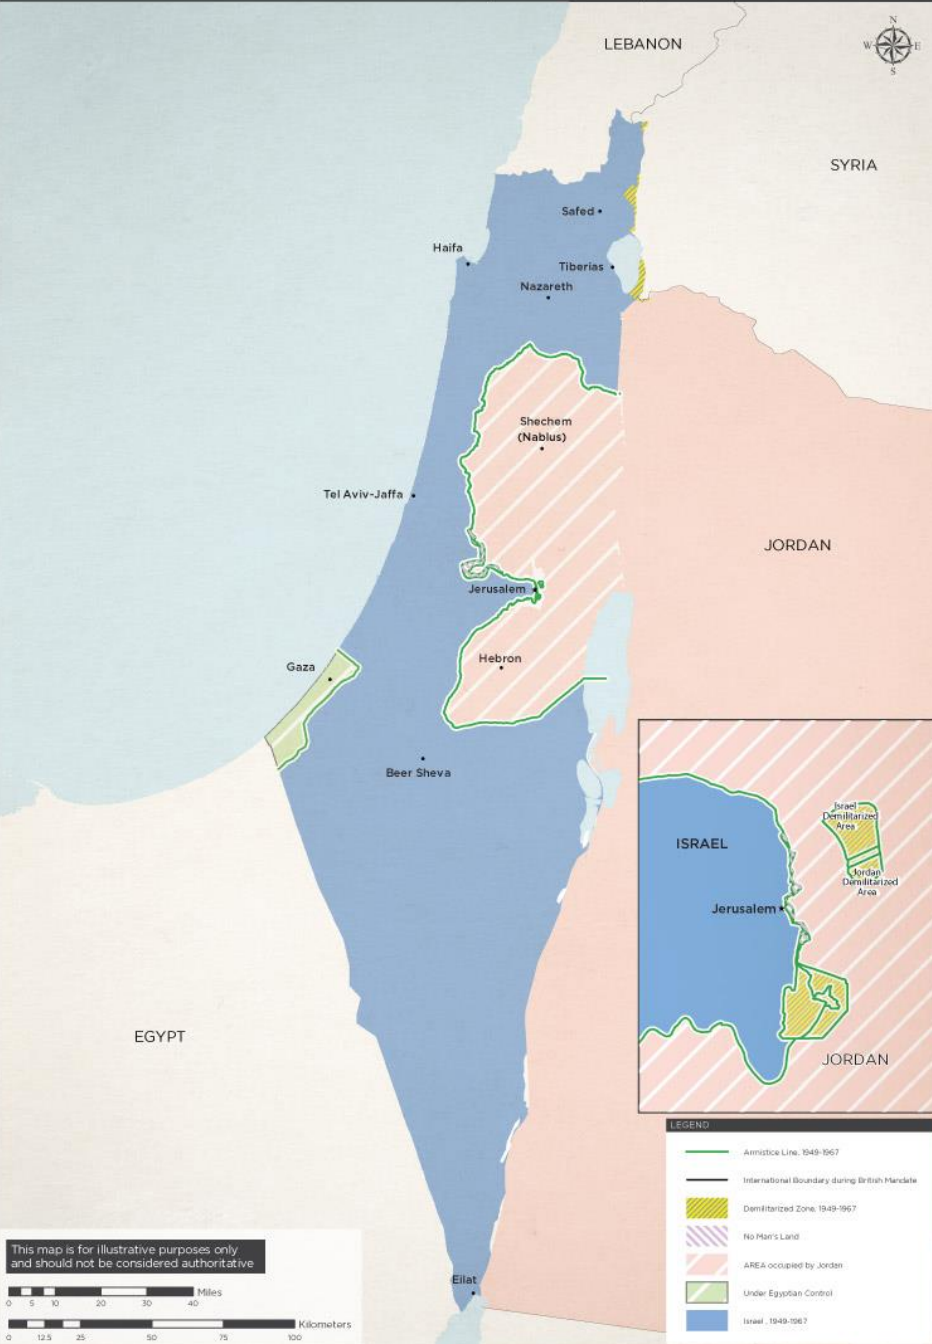 N
W E
S
LEBANON
SYRIA
Safed
Haifa
Tiberias
Nazareth
Shechem
(Nablus)
Tel Aviv-Jaffa
JORDAN
Jerusalem
Gaza
Hebron
Beer Sheva
Israel
Demilitarized
Area
ISRAEL
Jordan
Demilitarized
Area
Jerusalem
EGYPT
JORDAN
LEGEND
Armistice Line, 1949-1967
International Boundary during British Mandate
Demilitarized Zone, 1949-1967
No Man's Land
AREA occupied by Jordan
Under Egyptian Control
Israel , 1949-1967
This map is for illustrative purposes only
and should not be considered authoritative
Eilat
Miles
0 5 10 20 30 40
Kilometers
0 12.5 25 50 75 100